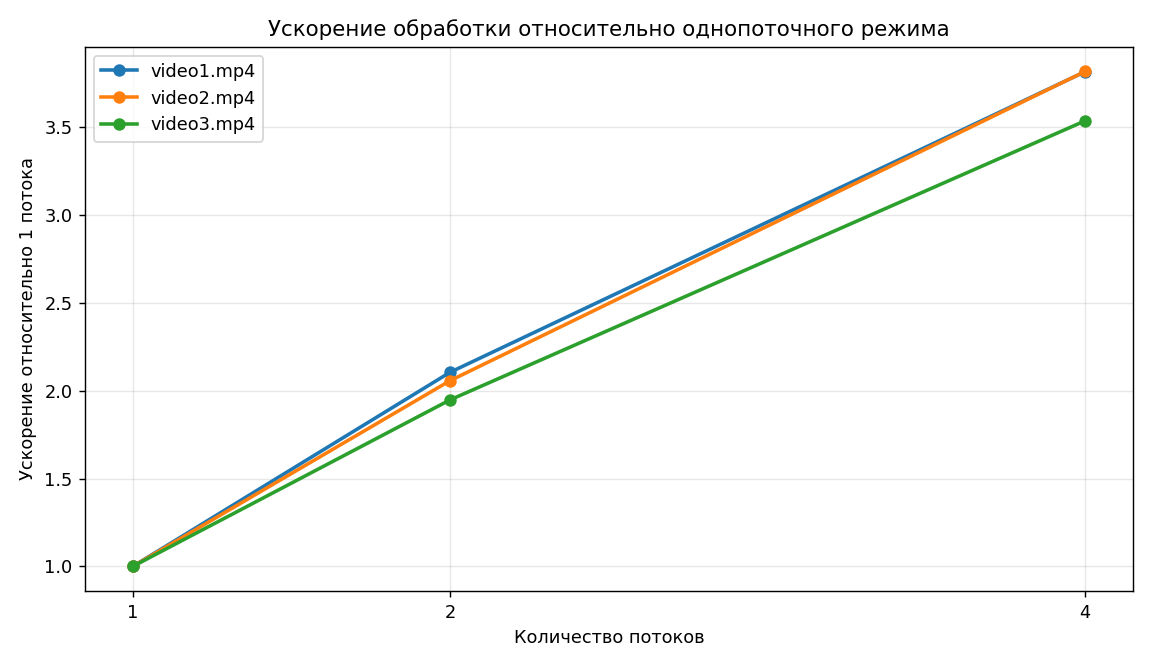 Ускорение обработки относительно однопоточного режима
video1.mp4
video2.mp4
video3.mp4
Ускорение относительно 1 потока
3.5
3.0
2.5
2.0
1.5
1.0
1
2
4
Количество потоков